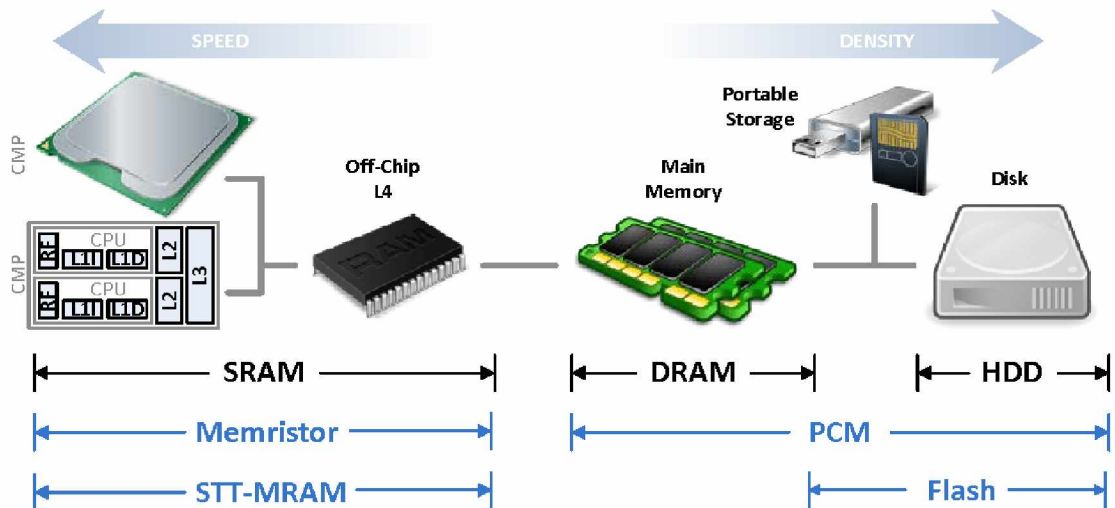 SPEED
DENSITY
Portable
Storage
CMP
Off-Chip
L4
Main
Memory
Disk
CMP
RF
CPU
L1I
L1D
L2
L3
RF
CPU
L1I
L1D
L2
RAM
SRAM
DRAM
HDD
Memristor
PCM
STT-MRAM
Flash